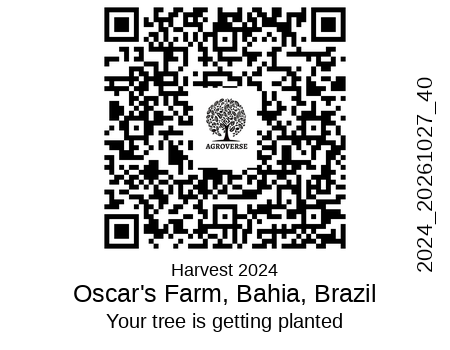 AGROVERSE
Harvest 2024
Oscar's Farm, Bahia, Brazil
Your tree is getting planted
2024_20261027_40